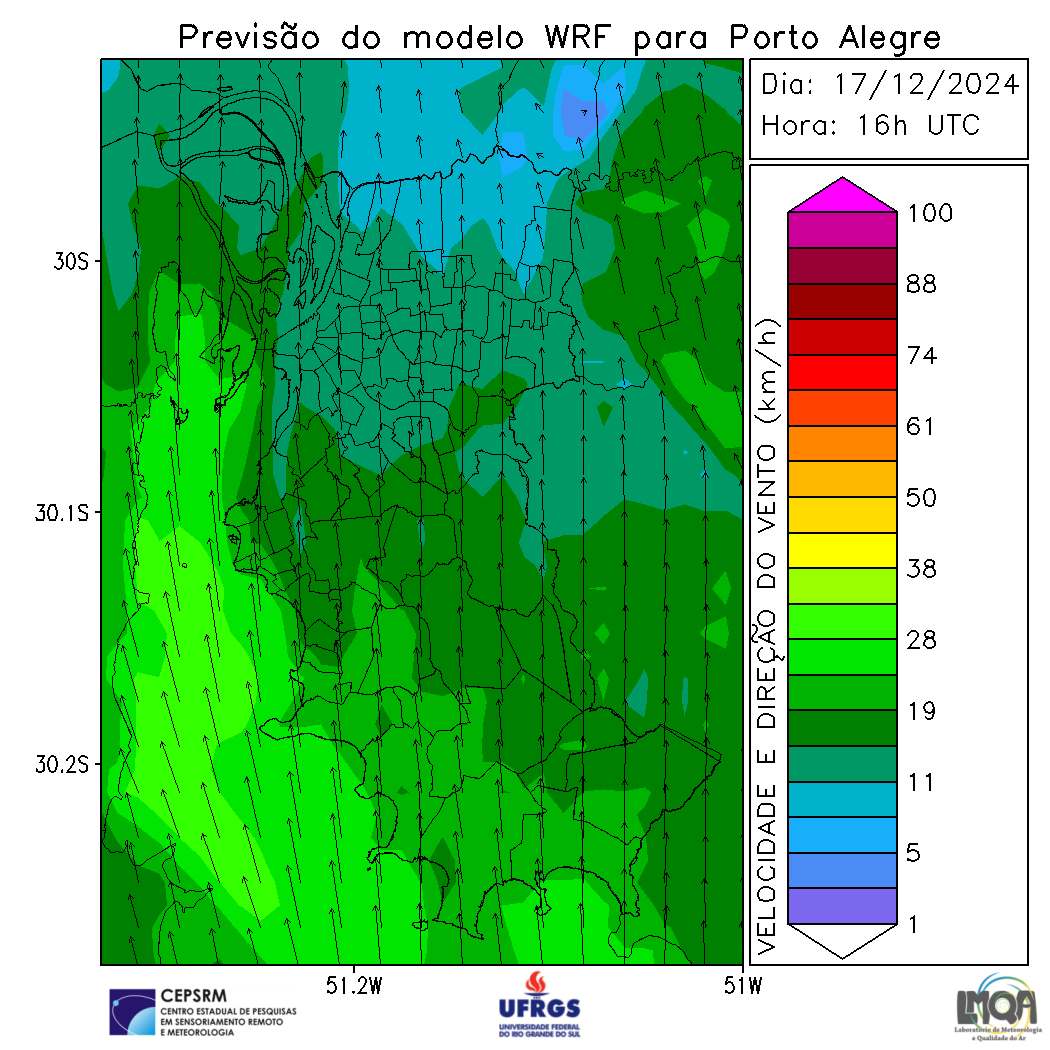 Previsão do modelo WRF para Porto Alegre
Dia: 17/12/2024
Hora: 16h UTC
30S
30.1S
30.2S
51.2W
51W
VELOCIDADE E DIREÇÃO DO VENTO (km/h)
100
88
74
61
50
38
28
19
11
5
1
CEPSRM
CENTRO ESTADUAL DE PESQUISAS
EM SENSORIAMENTO REMOTO
E METEOROLOGIA
UFRGS
UNIVERSIDADE FEDERAL
DO RIO GRANDE DO SUL
LMQA
Laboratório de Meteorologia
e Qualidade do Ar